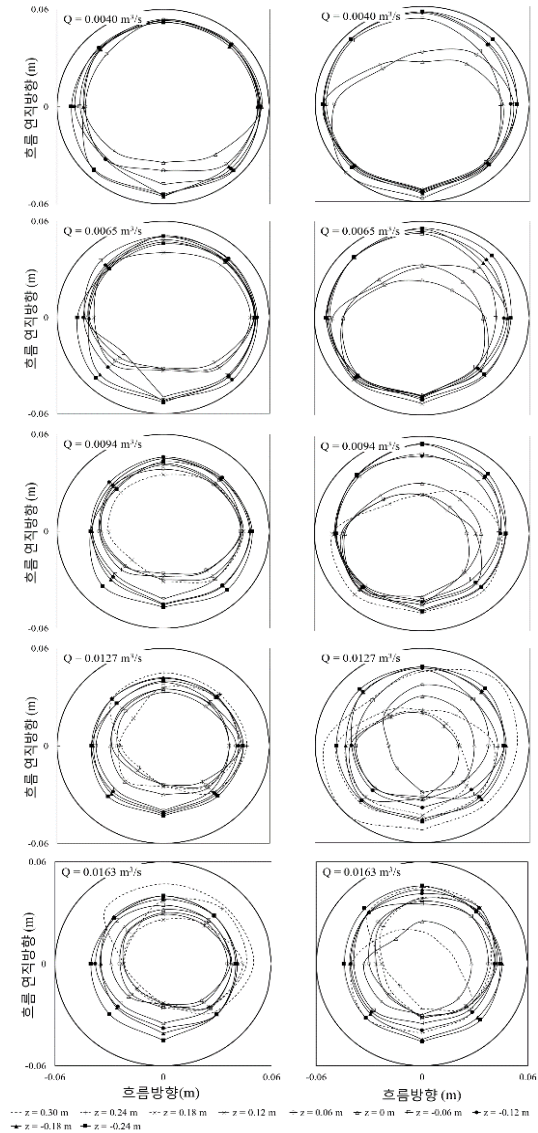 0.06
Q = 0.0040 m³/s
Q = 0.0040 m³/s
흐름 연직방향 (m)
0
-0.06
0.06
Q = 0.0065 m³/s
Q = 0.0065 m³/s
흐름 연직방향 (m)
0
-0.06
0.06
Q = 0.0094 m³/s
Q = 0.0094 m³/s
흐름 연직방향 (m)
0
-0.06
0.06
Q = 0.0127 m³/s
Q = 0.0127 m³/s
흐름 연직방향 (m)
0
-0.06
0.06
Q = 0.0163 m³/s
Q = 0.0163 m³/s
흐름 연직방향 (m)
0
-0.06
-0.06 0 0.06 -0.06 0 0.06
흐름방향(m) 흐름방향(m)
z = 0.30 m z = 0.24 m z = 0.18 m z = 0.12 m z = 0.06 m z = 0 m z = -0.06 m z = -0.12 m
z = -0.18 m z = -0.24 m